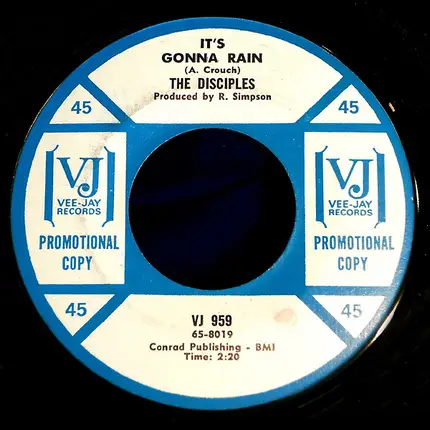 IT'S
GONNA RAIN
(A. Crouch)
THE DISCIPLES
Produced by R. Simpson
45
45
VJ
VEE-JAY
RECORDS
PROMOTIONAL
COPY
VJ
VEE-JAY
RECORDS
PROMOTIONAL
COPY
45
45
VJ 959
65-8019
Conrad Publishing - BMI
Time: 2:20